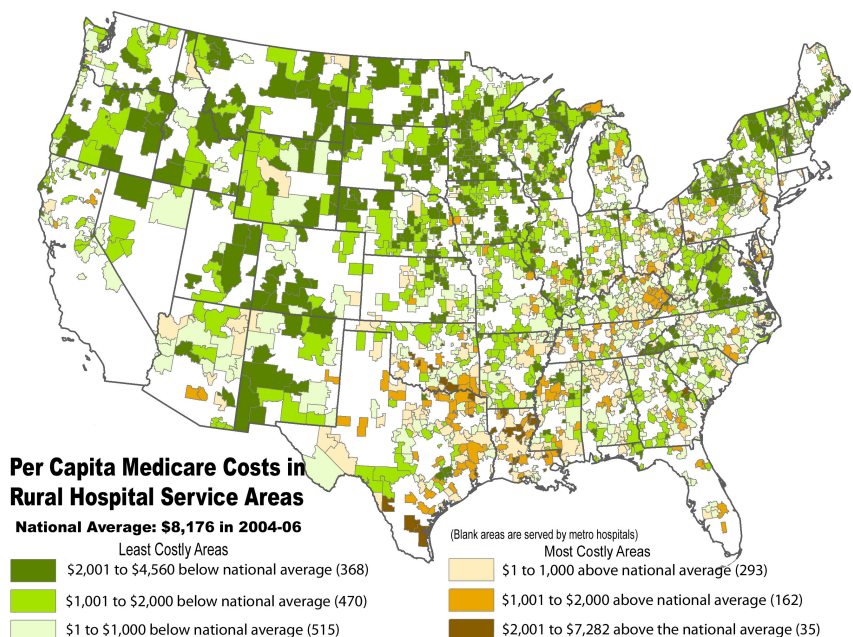 Per Capita Medicare Costs in
Rural Hospital Service Areas
National Average: $8,176 in 2004-06
(Blank areas are served by metro hospitals)
Least Costly Areas
$2,001 to $4,560 below national average (368)
$1,001 to $2,000 below national average (470)
$1 to $1,000 below national average (515)
Most Costly Areas
$1 to 1,000 above national average (293)
$1,001 to $2,000 above national average (162)
$2,001 to $7,282 above the national average (35)